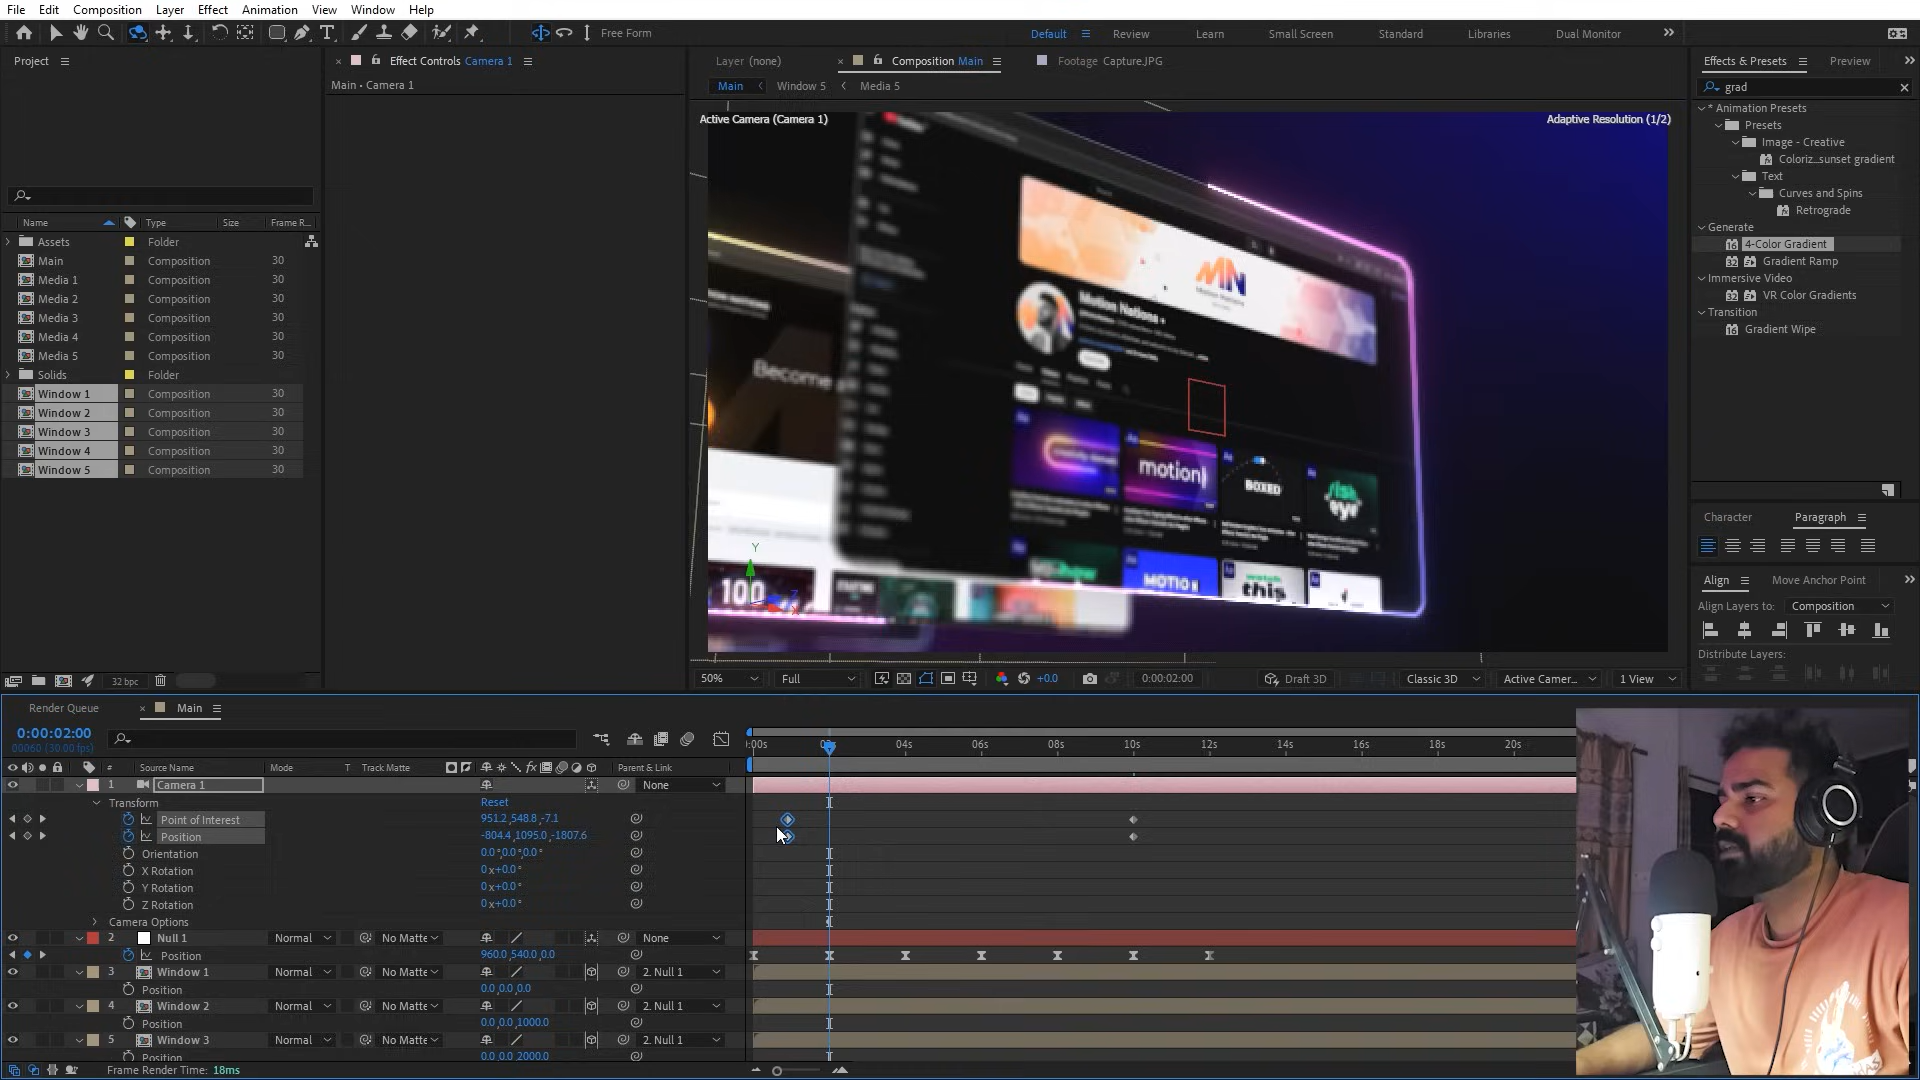 File Edit Composition Layer Effect Animation View Window Help
Free Form
Default Review Learn Small Screen Standard Libraries Dual Monitor
Project
Effect Controls Camera 1
Main • Camera 1
Layer (none) Composition Main Footage Capture.JPG
Main Window 5 Media 5
Effects & Presets Preview
grad
Active Camera (Camera 1) Adaptive Resolution (1/2)
* Animation Presets
Presets
Image - Creative
Coloriz_sunset gradient
Text
Curves and Spins
Retrograde
Generate
4-Color Gradient
Gradient Ramp
Immersive Video
VR Color Gradients
Transition
Gradient Wipe
Name Type Size Frame R...
Assets Folder
Main Composition 30
Media 1 Composition 30
Media 2 Composition 30
Media 3 Composition 30
Media 4 Composition 30
Media 5 Composition 30
Solids Folder
Window 1 Composition 30
Window 2 Composition 30
Window 3 Composition 30
Window 4 Composition 30
Window 5 Composition 30
MN
Motion Nations
Become
motion
BOXED
MOTIO
this
100
Character Paragraph
Align Move Anchor Point
Align Layers to: Composition
Distribute Layers:
32 bpc
50% Full +0.0 0:00:02:00 Draft 3D Classic 3D Active Camer... 1 View
Render Queue Main
0:00:02:00
00060 (30.00 fps)
:00s 02s 04s 06s 08s 10s 12s 14s 16s 18s 20s
# Source Name Mode T Track Matte Parent & Link
1 Camera 1 None
Transform Reset
Point of Interest 951.2,548.8,-7.1
Position -804.4,1095.0,-1807.6
Orientation 0.0°,0.0°,0.0°
X Rotation 0x+0.0°
Y Rotation 0x+0.0°
Z Rotation 0x+0.0°
Camera Options
2 Null 1 Normal No Matte None
Position 960.0,540.0,0.0
3 Window 1 Normal No Matte 2. Null 1
Position 0.0,0.0,0.0
4 Window 2 Normal No Matte 2. Null 1
Position 0.0,0.0,1000.0
5 Window 3 Normal No Matte 2. Null 1
Position 0.0,0.0,2000.0
Frame Render Time: 18ms